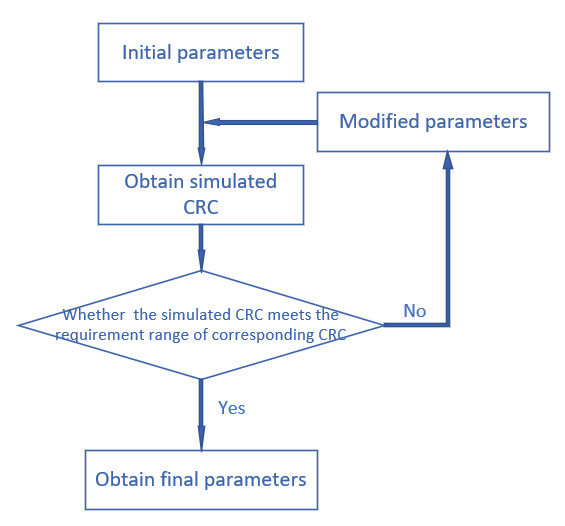 Initial parameters
Modified parameters
Obtain simulated
CRC
Whether the simulated CRC meets the
requirement range of corresponding CRC
No
Yes
Obtain final parameters